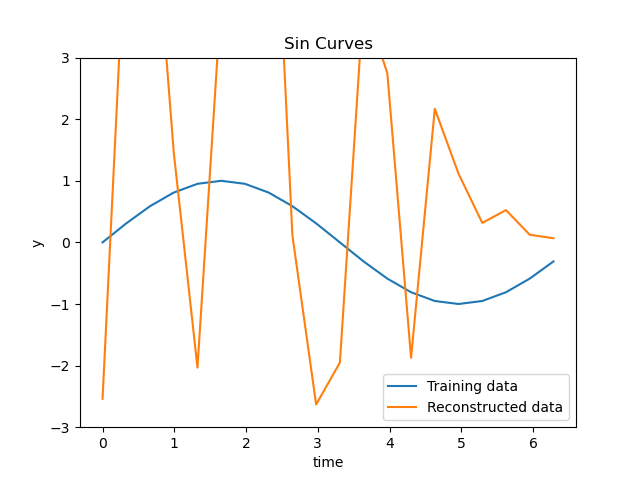 Sin Curves
3
2
1
0
−1
−2
−3
y
0
1
2
3
4
5
6
time
Training data
Reconstructed data